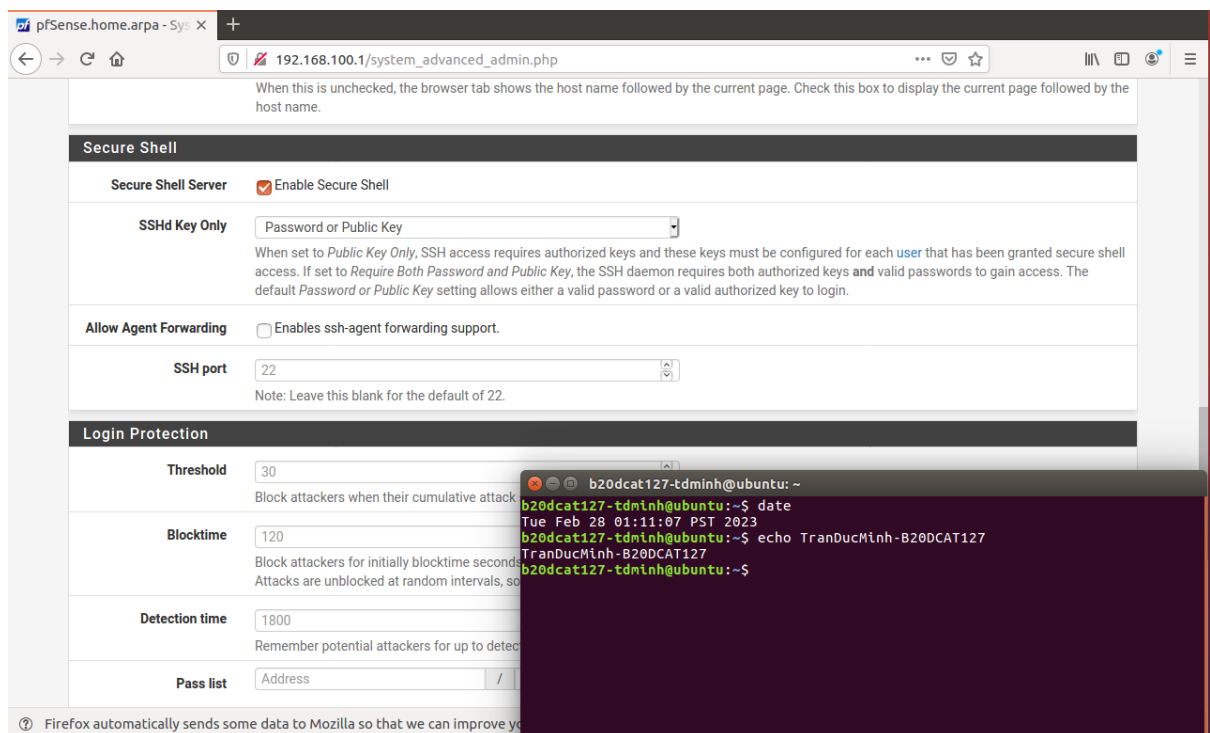 pfSense.home.arpa - Sys
192.168.100.1/system_advanced_admin.php
When this is unchecked, the browser tab shows the host name followed by the current page. Check this box to display the current page followed by the
host name.
Secure Shell
Secure Shell Server
Enable Secure Shell
SSHd Key Only
Password or Public Key
When set to Public Key Only, SSH access requires authorized keys and these keys must be configured for each user that has been granted secure shell
access. If set to Require Both Password and Public Key, the SSH daemon requires both authorized keys and valid passwords to gain access. The
default Password or Public Key setting allows either a valid password or a valid authorized key to login.
Allow Agent Forwarding
Enables ssh-agent forwarding support.
SSH port
22
Note: Leave this blank for the default of 22.
Login Protection
Threshold
30
Block attackers when their cumulative attack
Blocktime
120
Block attackers for initially blocktime seconds
Attacks are unblocked at random intervals, so
Detection time
1800
Remember potential attackers for up to detec
Pass list
Address /
Firefox automatically sends some data to Mozilla so that we can improve yo
b20dcat127-tdminh@ubuntu: ~
b20dcat127-tdminh@ubuntu:~$ date
Tue Feb 28 01:11:07 PST 2023
b20dcat127-tdminh@ubuntu:~$ echo TranDucMinh-B20DCAT127
TranDucMinh-B20DCAT127
b20dcat127-tdminh@ubuntu:~$